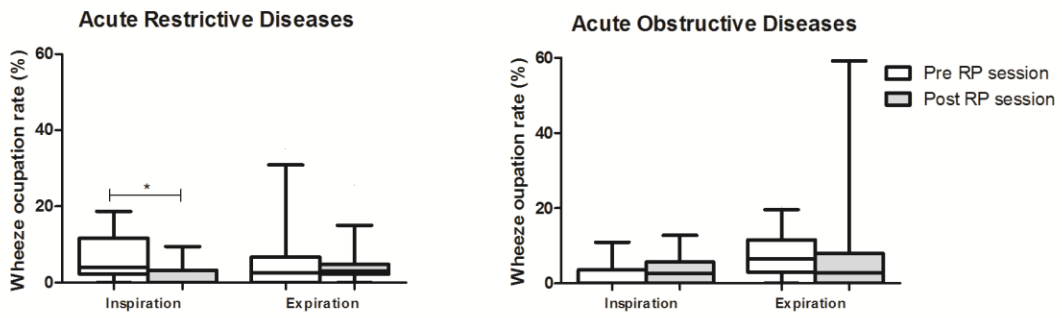 Acute Restrictive Diseases
Wheeze ocupation rate (%)
60
40
20
0
*
Inspiration
Expiration
Acute Obstructive Diseases
Wheeze oupation rate (%)
60
40
20
0
Inspiration
Expiration
Pre RP session
Post RP session